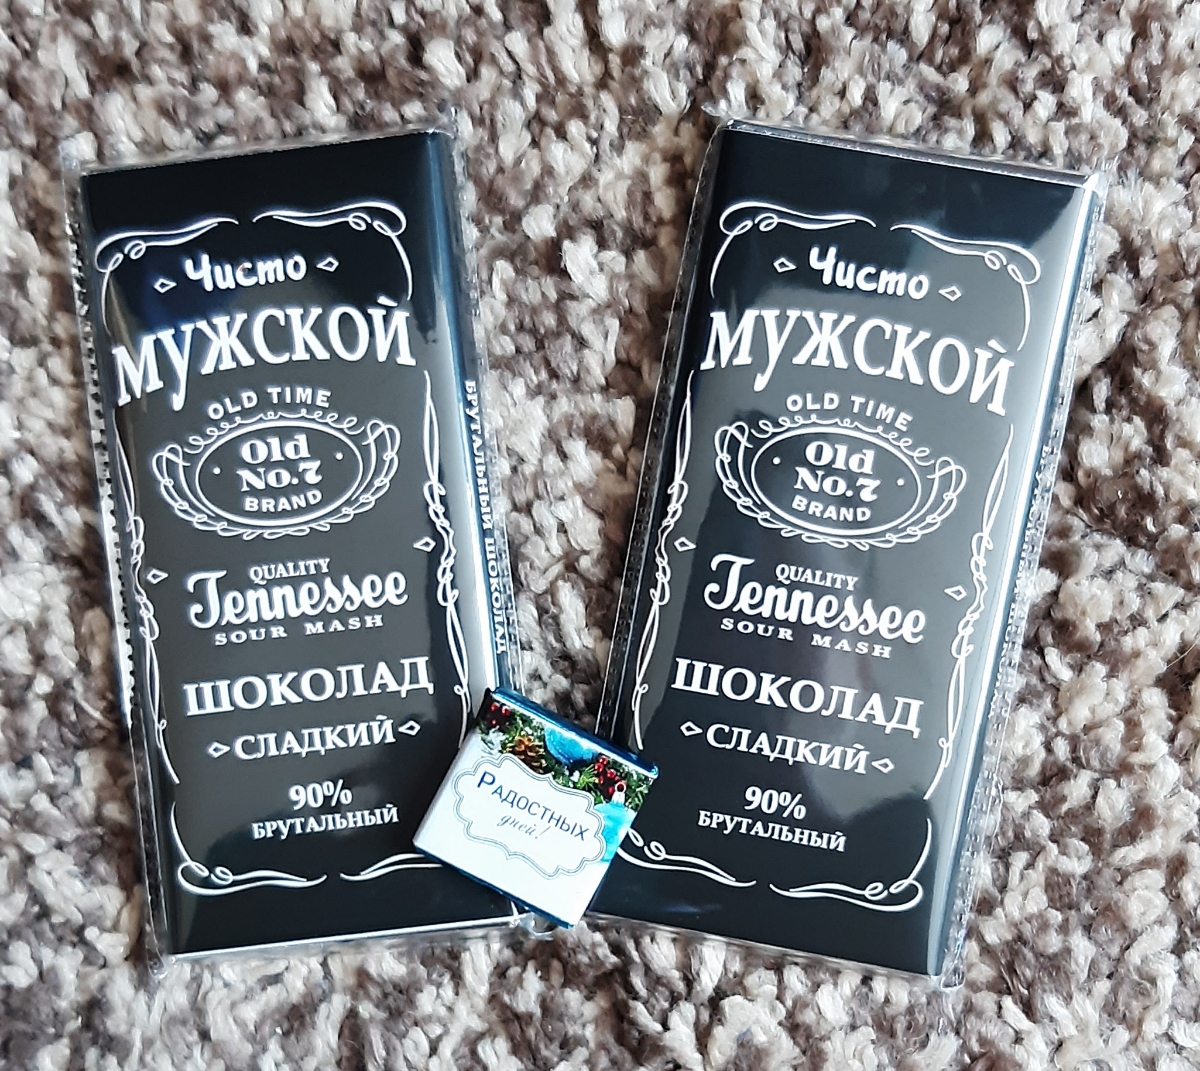 Чисто
МУЖСКОЙ
OLD TIME
Old
No.7
BRAND
QUALITY
Tennessee
SOUR MASH
ШОКОЛАД
СЛАДКИЙ
90%
БРУТАЛЬНЫЙ
БРУТАЛЬНЫЙ ШОКОЛАД
Чисто
МУЖСКОЙ
OLD TIME
Old
No.7
BRAND
QUALITY
Tennessee
SOUR MASH
ШОКОЛАД
СЛАДКИЙ
90%
БРУТАЛЬНЫЙ
РАДОСТНЫХ
дней!